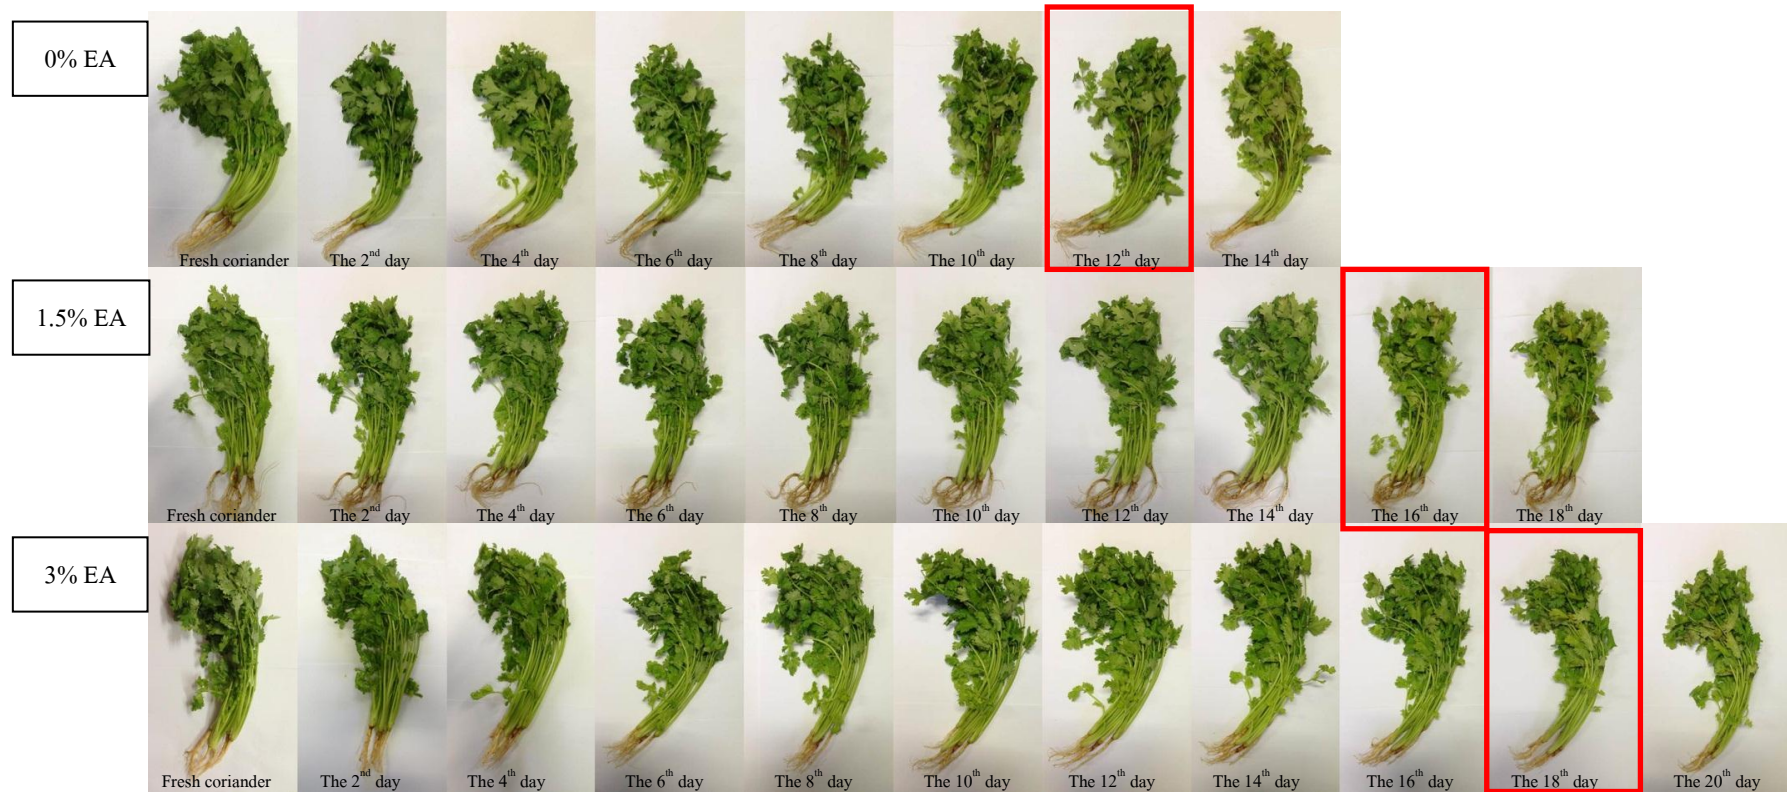 0% EA
Fresh coriander The 2nd day The 4th day The 6th day The 8th day The 10th day The 12th day The 14th day
1.5% EA
Fresh coriander The 2nd day The 4th day The 6th day The 8th day The 10th day The 12th day The 14th day The 16th day The 18th day
3% EA
Fresh coriander The 2nd day The 4th day The 6th day The 8th day The 10th day The 12th day The 14th day The 16th day The 18th day The 20th day